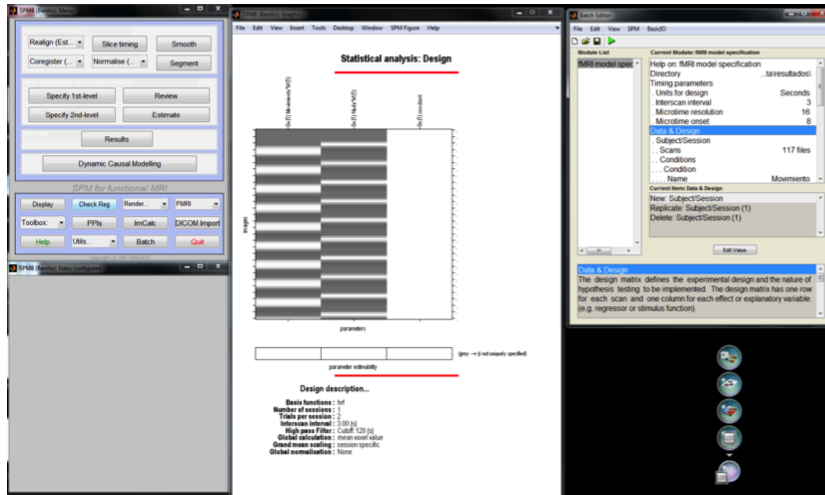 SPM8 (Benito): Menu
Realign (Est...
Slice timing
Smooth
Coregister (...
Normalise (...
Segment
Specify 1st-level
Review
Specify 2nd-level
Estimate
Results
Dynamic Causal Modelling
SPM for functional MRI
Display
Check Reg
Render...
FMRI
Toolbox:
PPIs
ImCalc
DICOM Import
Help
Utils...
Batch
Quit
SPM8 (Benito): Graphics
File Edit View Insert Tools Desktop Window SPM Figure Help
Statistical analysis: Design
images
parameters
(gray → β not uniquely specified)
parameter estimability
Design description...
Basis functions : hrf
Number of sessions : 1
Trials per session : 2
Interscan interval : 3.00 {s}
High pass Filter : Cutoff: 128 {s}
Global calculation : mean voxel value
Grand mean scaling : session specific
Global normalisation : None
Batch Editor
File Edit View SPM BasicIO
Module List
Current Module: fMRI model specification
fMRI model spec
Help on: fMRI model specification
Directory ...ta\resultados\
Timing parameters
. Units for design Seconds
. Interscan interval 3
. Microtime resolution 16
. Microtime onset 8
Data & Design
. Subject/Session
. . Scans 117 files
. . Conditions
. . . Condition
. . . . Name Movimiento
Current Item: Data & Design
New: Subject/Session
Replicate: Subject/Session (1)
Delete: Subject/Session (1)
Edit Value
Data & Design
The design matrix defines the experimental design and the nature of
hypothesis testing to be implemented. The design matrix has one row
for each scan and one column for each effect or explanatory variable.
(e.g. regressor or stimulus function).